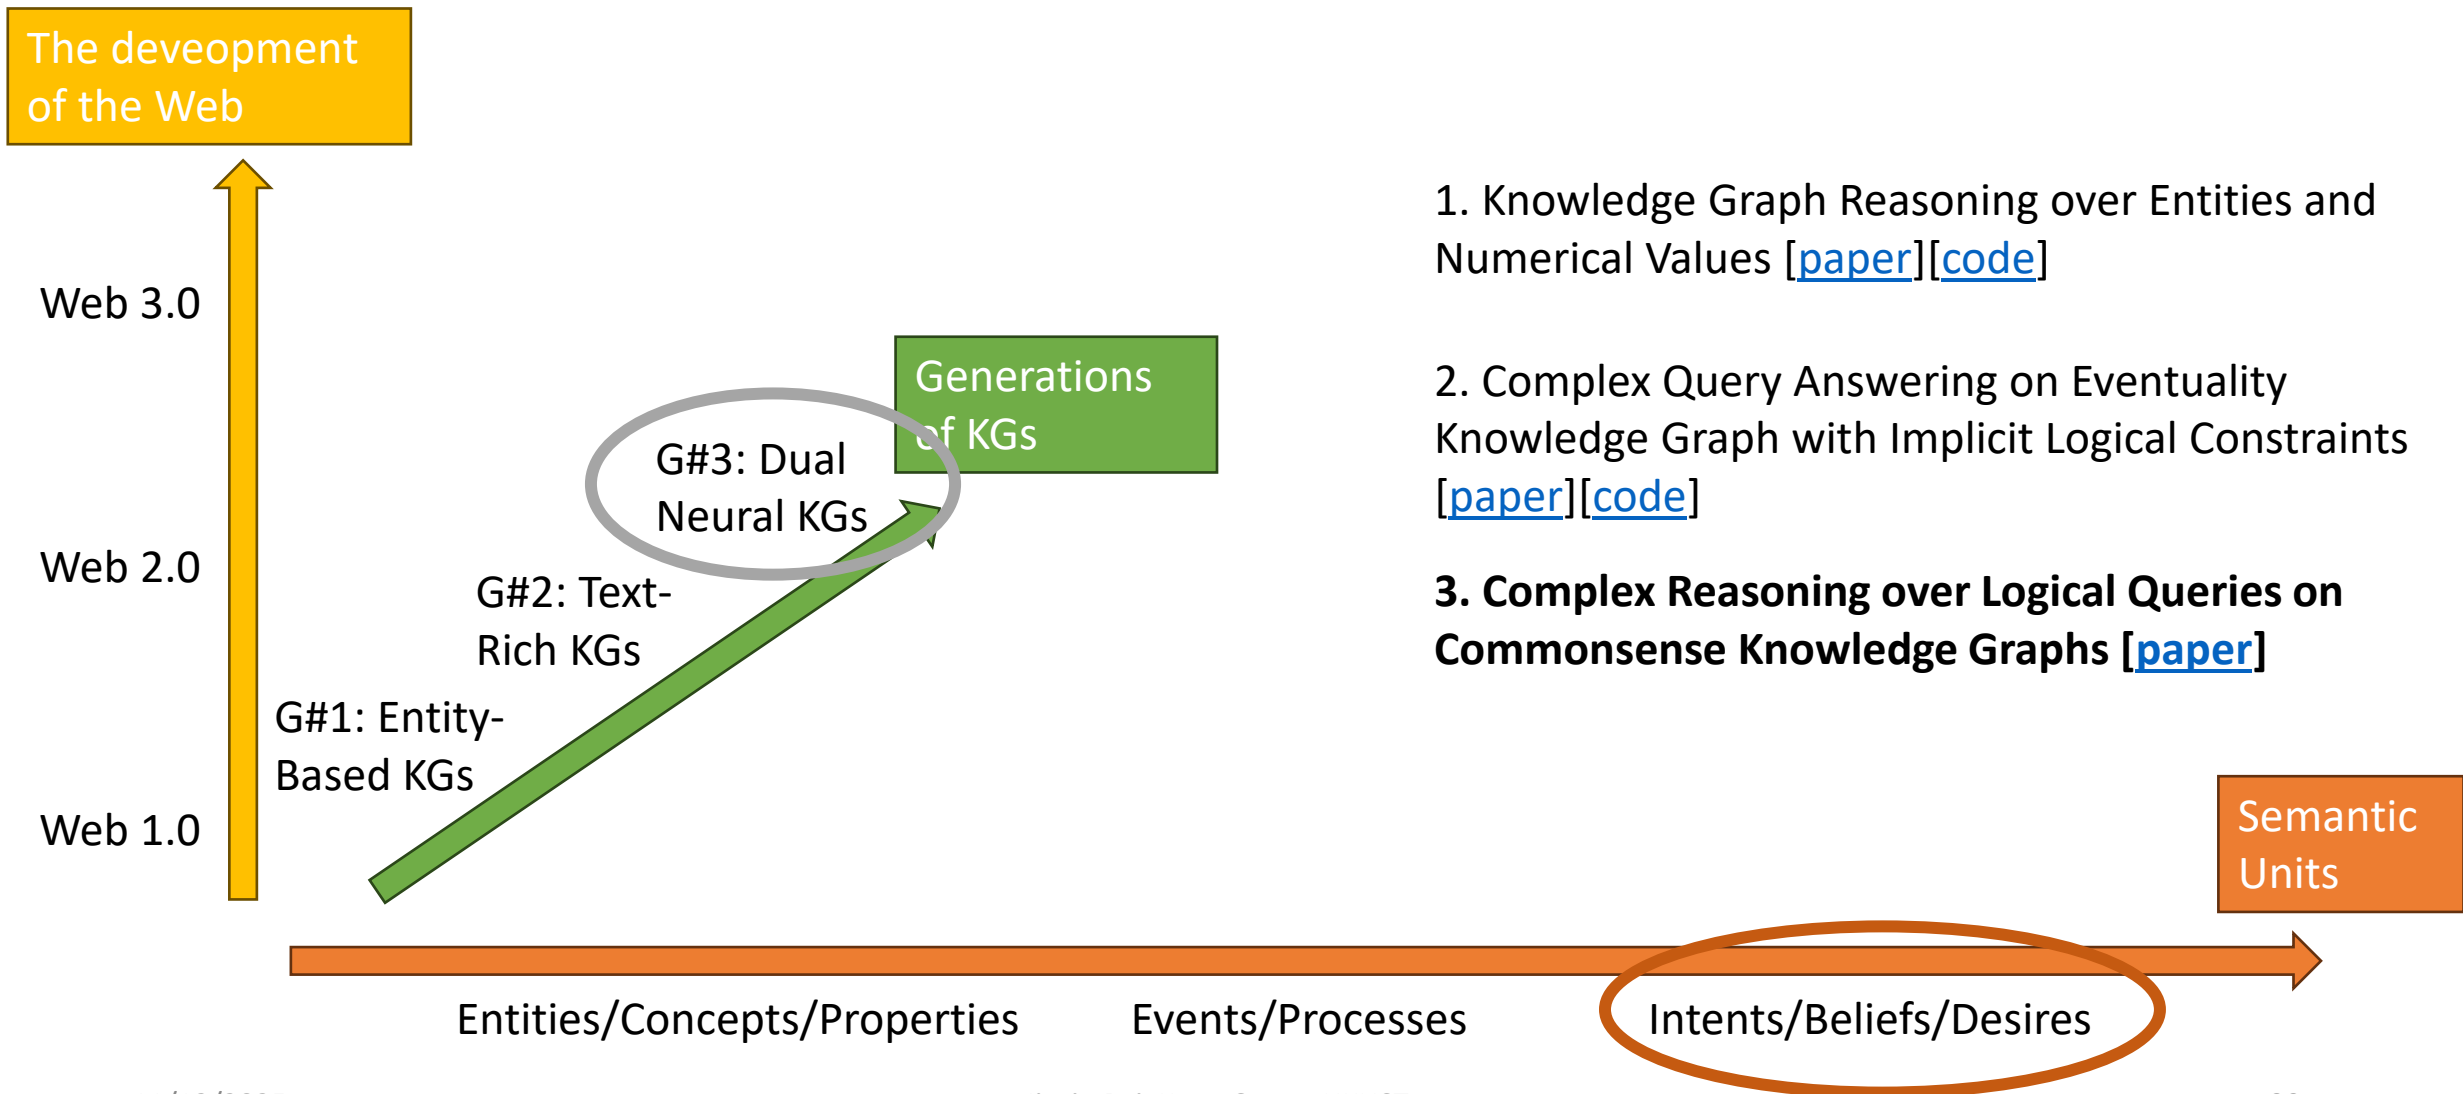 The deveopment
of the Web
Web 3.0
Web 2.0
Web 1.0
Generations
of KGs
G#3: Dual
Neural KGs
G#2: Text-
Rich KGs
G#1: Entity-
Based KGs
1. Knowledge Graph Reasoning over Entities and
Numerical Values [paper][code]
2. Complex Query Answering on Eventuality
Knowledge Graph with Implicit Logical Constraints
[paper][code]
3. Complex Reasoning over Logical Queries on
Commonsense Knowledge Graphs [paper]
Semantic
Units
Entities/Concepts/Properties
Events/Processes
Intents/Beliefs/Desires